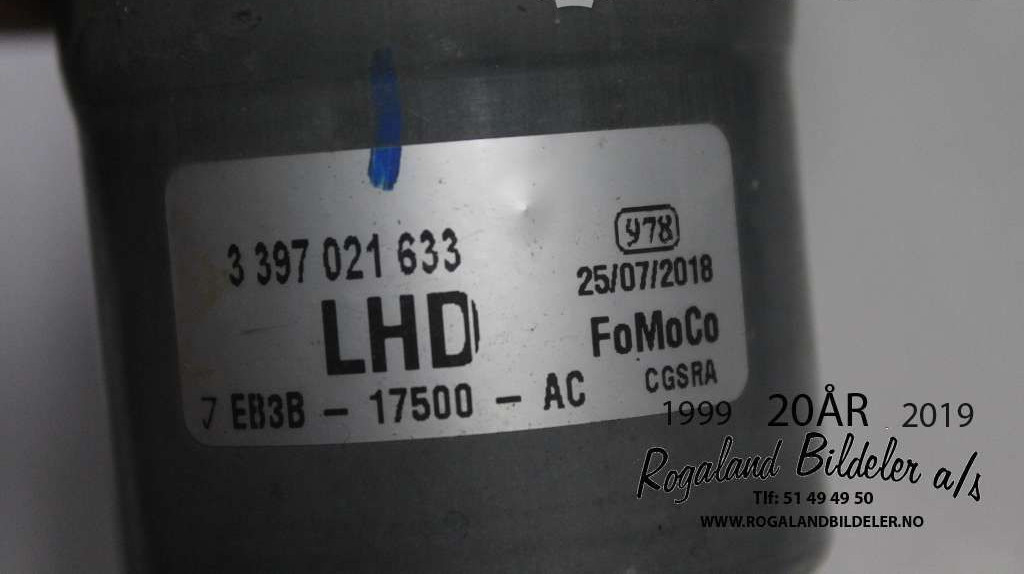 978
3 397 021 633
25/07/2018
LHD
FoMoCo
7 EB3B - 17500 - AC
CGSRA
1999 20ÅR 2019
Rogaland Bildeler a/s
Tlf: 51 49 49 50
WWW.ROGALANDBILDELER.NO